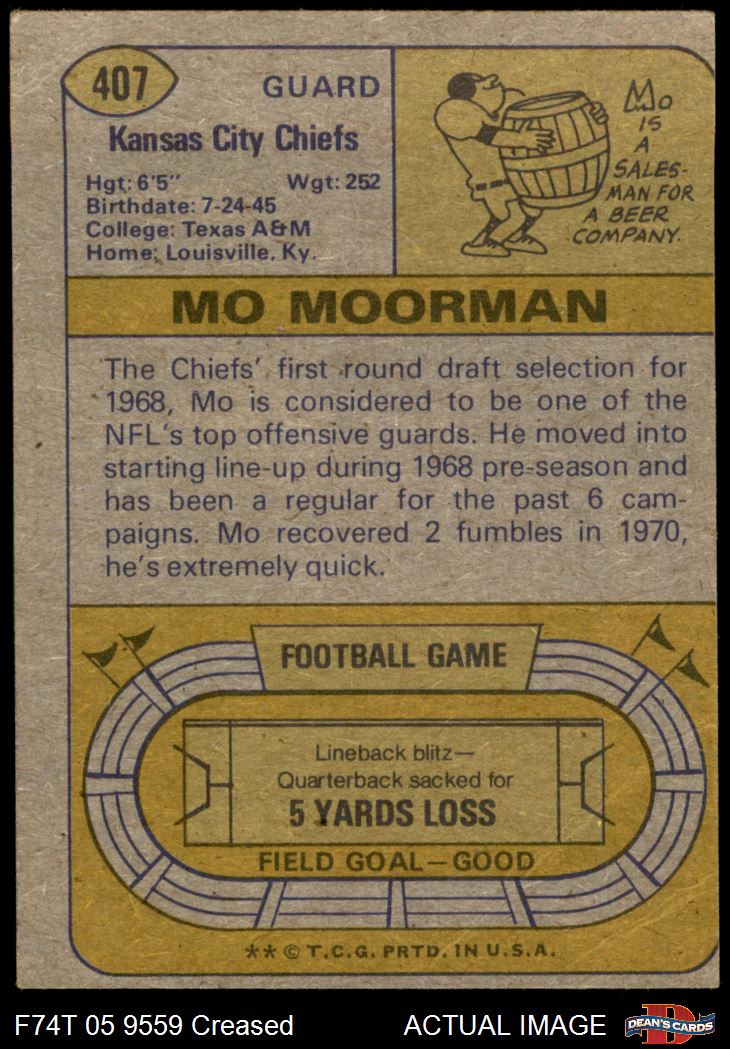 407
GUARD
Kansas City Chiefs
Hgt: 6'5" Wgt: 252
Birthdate: 7-24-45
College: Texas A&M
Home: Louisville, Ky.
Mo
IS
A
SALES-
MAN FOR
A BEER
COMPANY.
MO MOORMAN
The Chiefs' first round draft selection for
1968, Mo is considered to be one of the
NFL's top offensive guards. He moved into
starting line-up during 1968 pre-season and
has been a regular for the past 6 cam-
paigns. Mo recovered 2 fumbles in 1970,
he's extremely quick.
FOOTBALL GAME
Lineback blitz—
Quarterback sacked for
5 YARDS LOSS
FIELD GOAL—GOOD
** © T.C.G. PRTD. IN U.S.A.
F74T 05 9559 Creased
ACTUAL IMAGE
D
DEAN'S CARDS